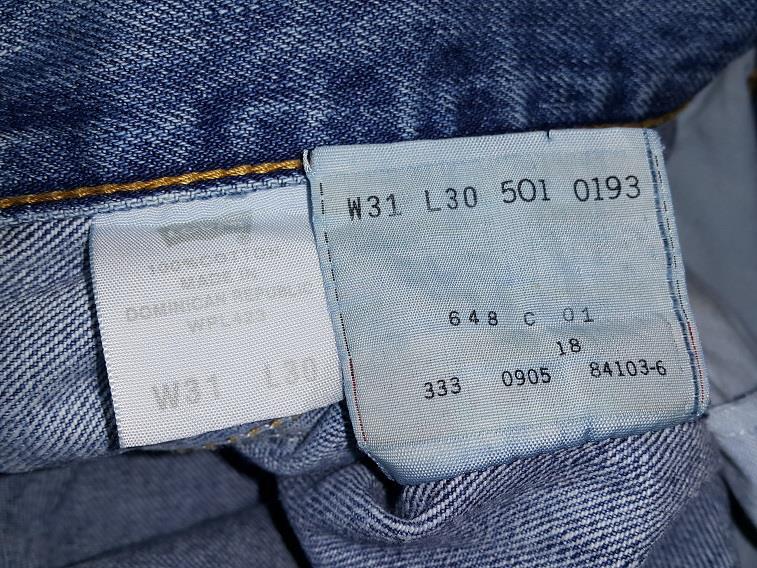 100% COTTON
MADE IN
DOMINICAN REPUBLIC
WPL423
W31 L30
W31 L30 501 0193
648 C 01
18
333 0905 84103-6